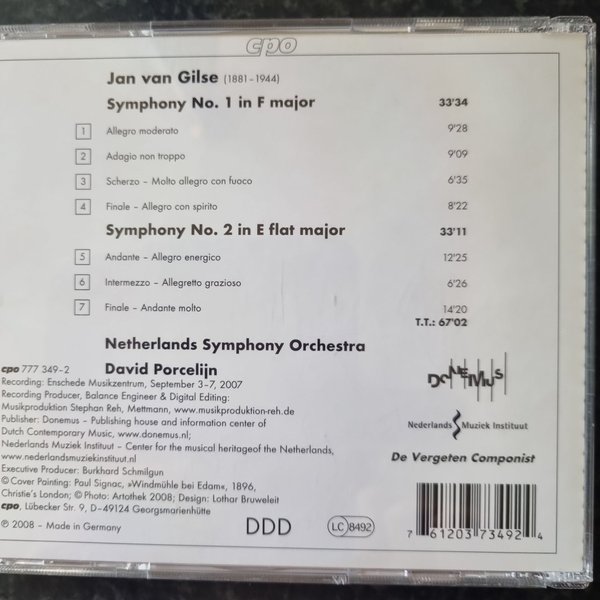 cpo
Jan van Gilse (1881–1944)
Symphony No. 1 in F major 33'34
1 Allegro moderato 9'28
2 Adagio non troppo 9'09
3 Scherzo – Molto allegro con fuoco 6'35
4 Finale – Allegro con spirito 8'22
Symphony No. 2 in E flat major 33'11
5 Andante – Allegro energico 12'25
6 Intermezzo – Allegretto grazioso 6'26
7 Finale – Andante molto 14'20
T.T.: 67'02
Netherlands Symphony Orchestra
David Porcelijn
cpo 777 349–2
Recording: Enschede Musikzentrum, September 3–7, 2007
Recording Producer, Balance Engineer & Digital Editing:
Musikproduktion Stephan Reh, Mettmann, www.musikproduktion-reh.de
Publisher: Donemus – Publishing house and information center of
Dutch Contemporary Music, www.donemus.nl;
Nederlands Muziek Instituut – Center for the musical heritageof the Netherlands,
www.nederlandsmuziekinstituut.nl
Executive Producer: Burkhard Schmilgun
© Cover Painting: Paul Signac, »Windmühle bei Edam«, 1896,
Christie's London; © Photo: Artothek 2008; Design: Lothar Bruweleit
cpo, Lübecker Str. 9, D–49124 Georgsmarienhütte
℗ 2008 – Made in Germany
DONEMUS
Nederlands Muziek Instituut
De Vergeten Componist
DDD
LC 8492
7 61203 73492 4